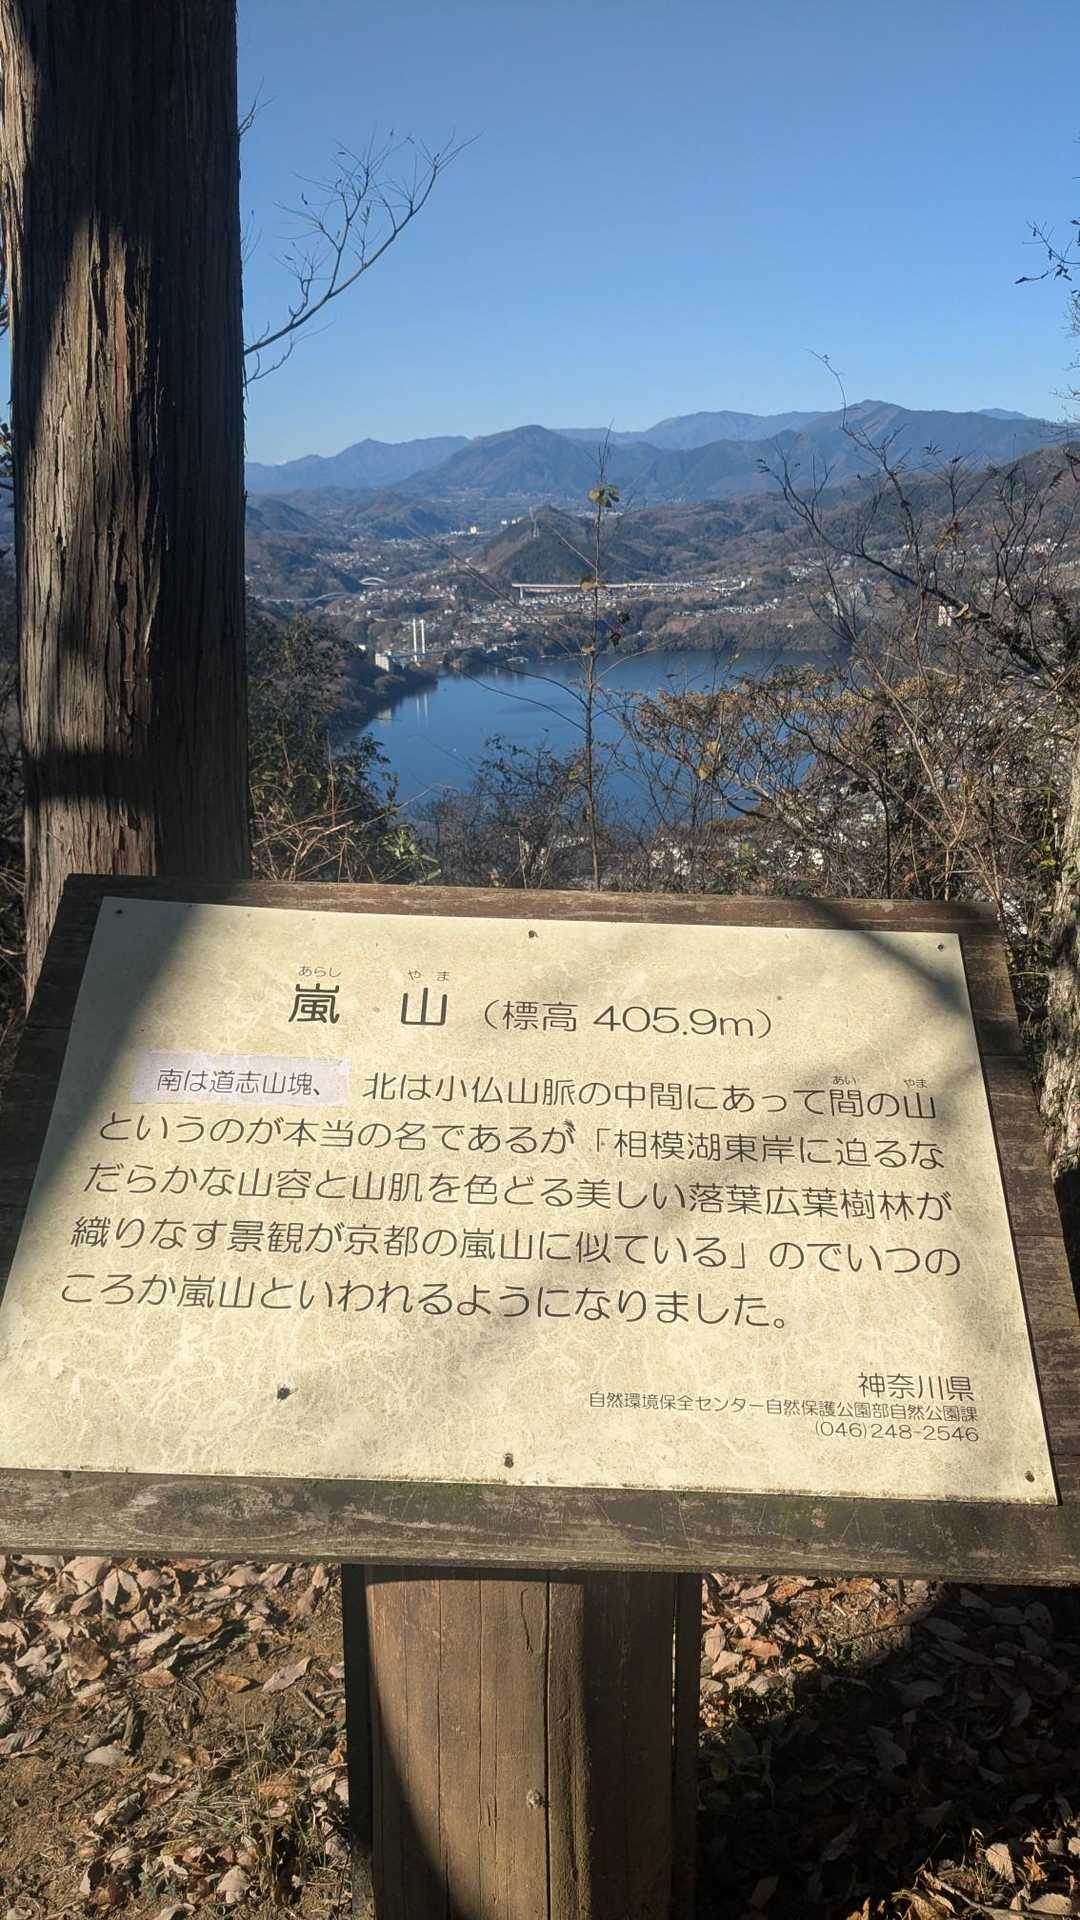 あらし やま
嵐 山 (標高 405.9m)
あい やま
南は道志山塊、 北は小仏山脈の中間にあって間の山
というのが本当の名であるが「相模湖東岸に迫るな
だらかな山容と山肌を色どる美しい落葉広葉樹林が
織りなす景観が京都の嵐山に似ている」のでいつの
ころか嵐山といわれるようになりました。
神奈川県
自然環境保全センター自然保護公園部自然公園課
(046)248-2546